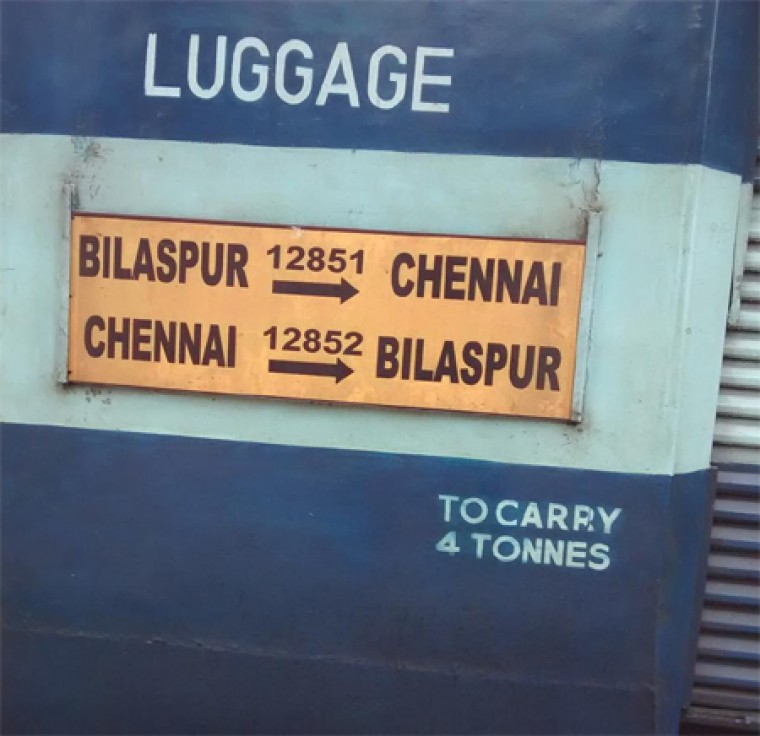 LUGGAGE
BILASPUR 12851 → CHENNAI
CHENNAI 12852 → BILASPUR
TO CARRY
4 TONNES